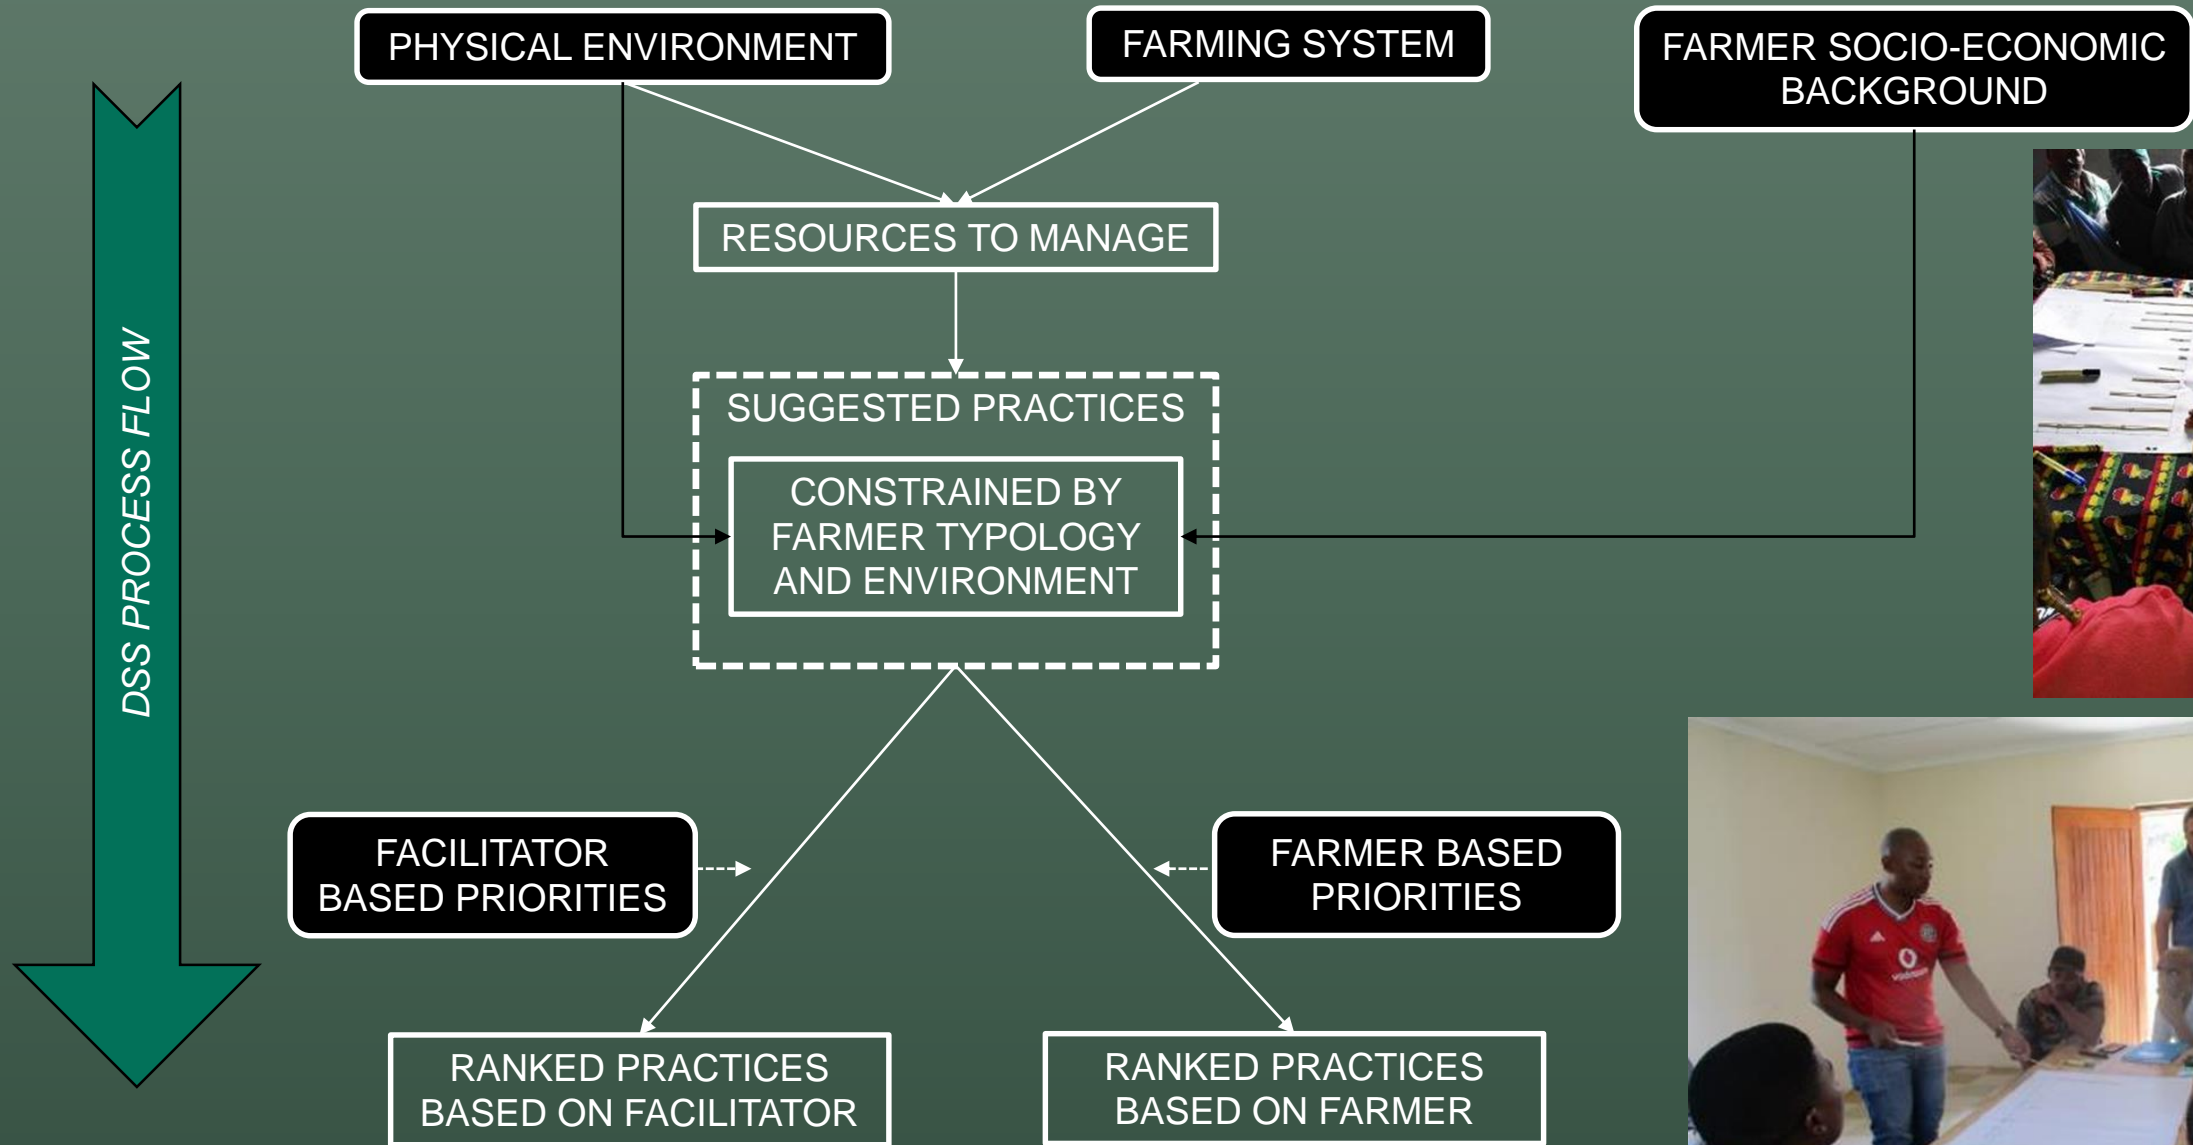 PHYSICAL ENVIRONMENT
FARMING SYSTEM
FARMER SOCIO-ECONOMIC
BACKGROUND
DSS PROCESS FLOW
RESOURCES TO MANAGE
SUGGESTED PRACTICES
CONSTRAINED BY
FARMER TYPOLOGY
AND ENVIRONMENT
FACILITATOR
BASED PRIORITIES
FARMER BASED
PRIORITIES
RANKED PRACTICES
BASED ON FACILITATOR
RANKED PRACTICES
BASED ON FARMER
vodacom